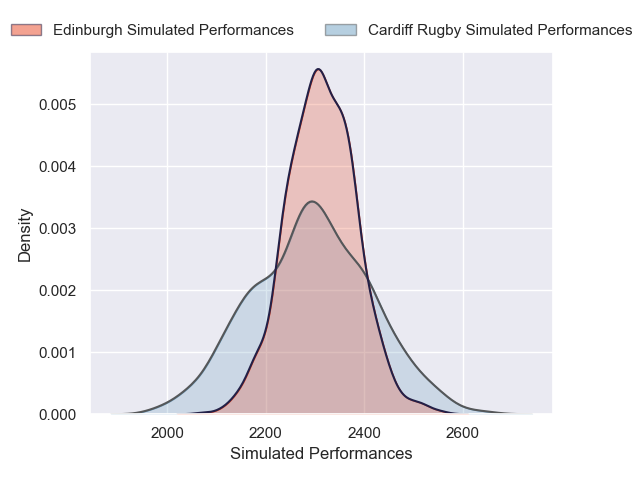 Edinburgh Simulated Performances Cardiff Rugby Simulated Performances
0.005
0.004
0.003
0.002
0.001
0.000
Density
2000 2200 2400 2600
Simulated Performances